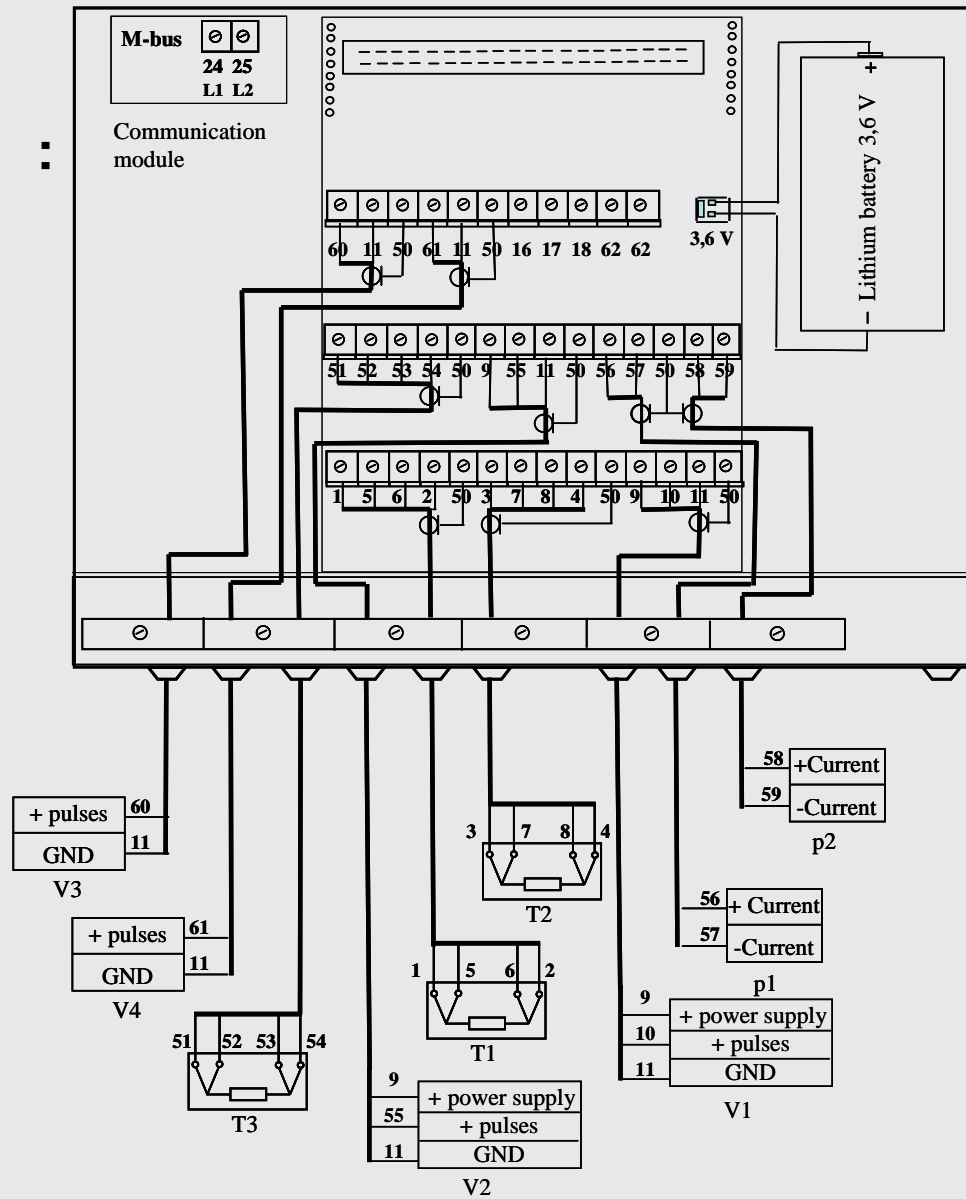 M-bus
24 25
L1 L2
Communication
module
:
+
Lithium battery 3,6 V
–
3,6 V
60 11 50 61 11 50 16 17 18 62 62
51 52 53 54 50 9 55 11 50 56 57 50 58 59
1 5 6 2 50 3 7 8 4 50 9 10 11 50
58 +Current
59 -Current
p2
60 + pulses
11 GND
V3
3 7 8 4
T2
56 + Current
57 -Current
p1
61 + pulses
11 GND
V4
1 5 6 2
T1
9 + power supply
10 + pulses
11 GND
V1
51 52 53 54
T3
9 + power supply
55 + pulses
11 GND
V2